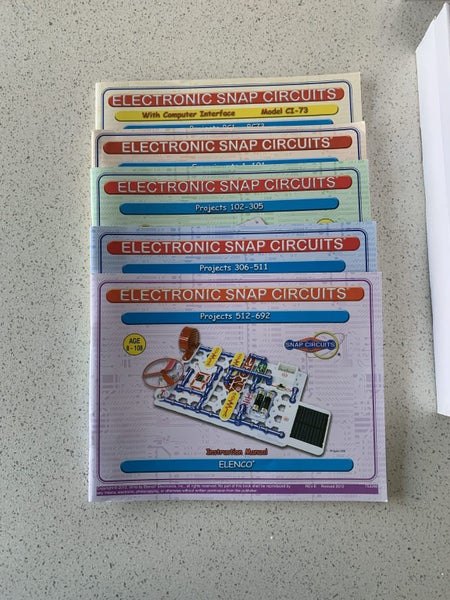 ELECTRONIC SNAP CIRCUITS
With Computer Interface Model CI-73
ELECTRONIC SNAP CIRCUITS®
ELECTRONIC SNAP CIRCUITS®
Projects 102-305
ELECTRONIC SNAP CIRCUITS®
Projects 306-511
ELECTRONIC SNAP CIRCUITS®
Projects 512-692
AGE
8 - 108
SNAP CIRCUITS
Instruction Manual
ELENCO®